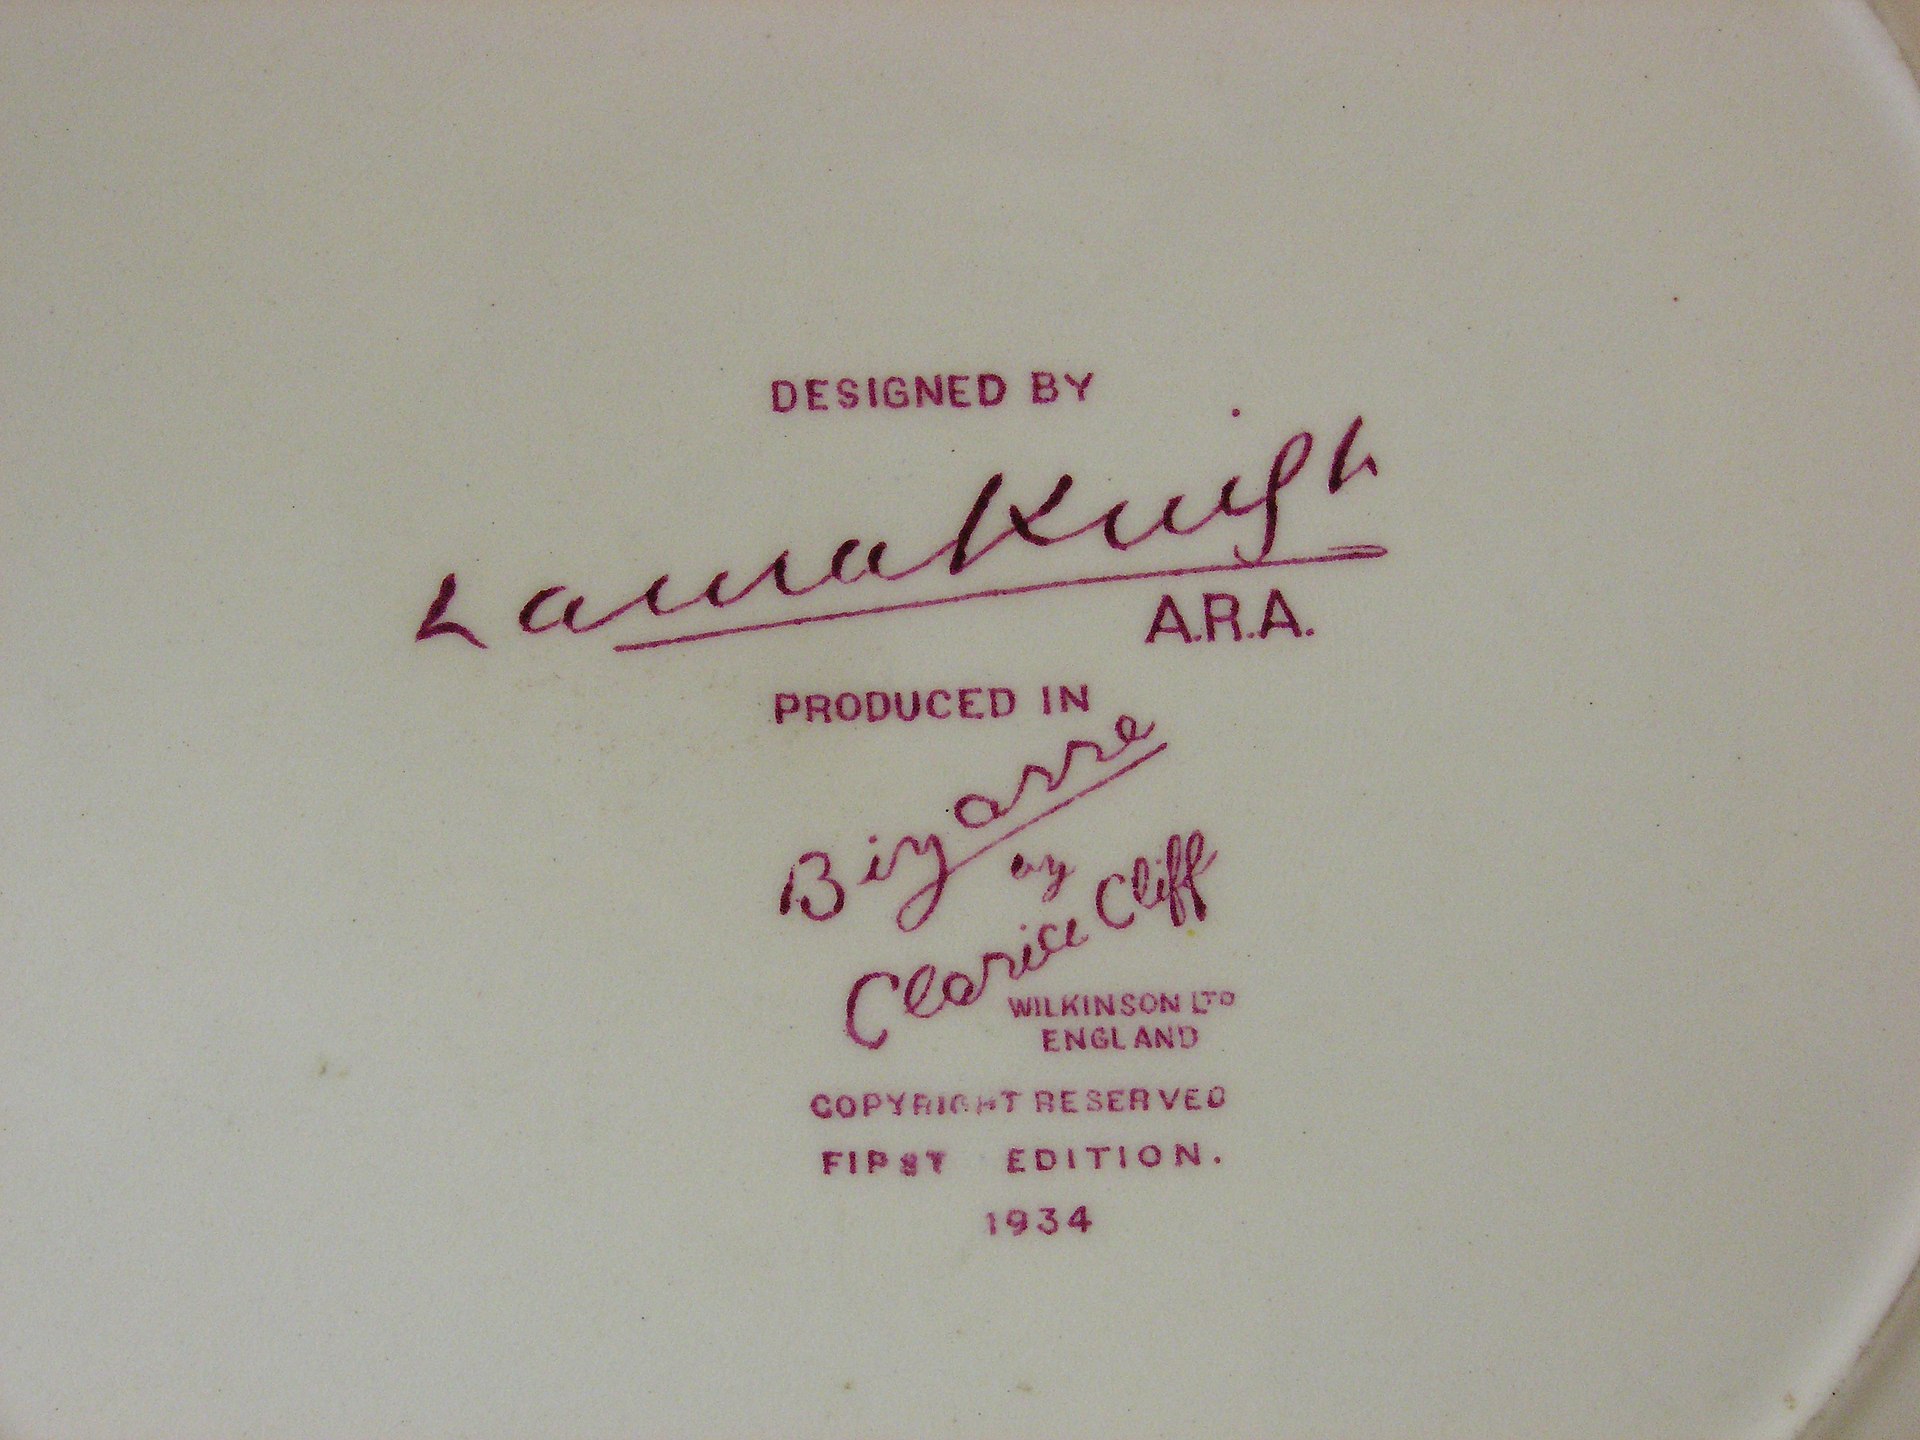 DESIGNED BY
Laura Knight
A.R.A.
PRODUCED IN
Bizarre
by
Clarice Cliff
WILKINSON LTD
ENGLAND
COPYRIGHT RESERVED
FIRST EDITION.
1934